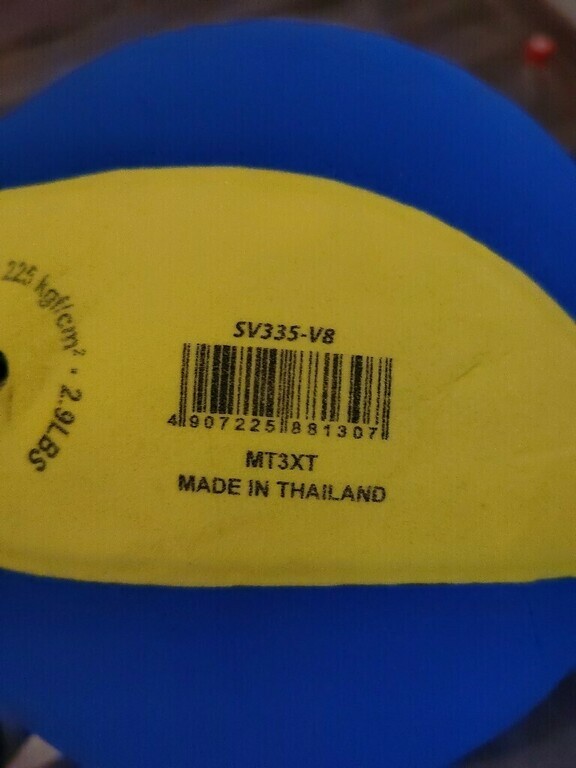 225 kgf/cm² • 2.9LBS
SV335-V8
4 907225 881307
MT3XT
MADE IN THAILAND